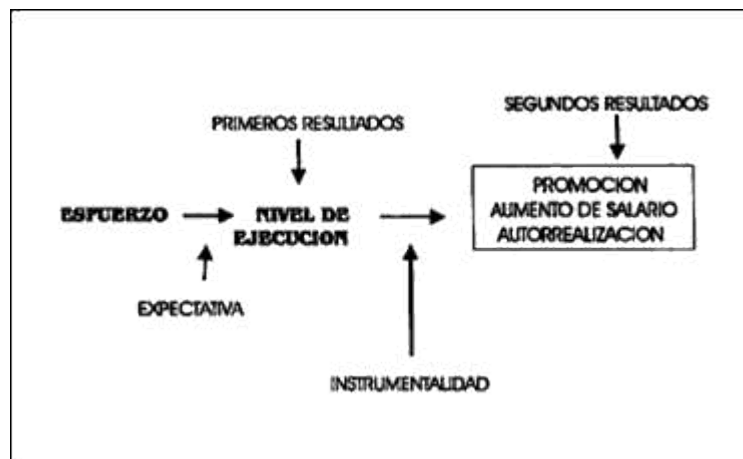 SEGUNDOS RESULTADOS
PRIMEROS RESULTADOS
PROMOCION
AUMENTO DE SALARIO
AUTORREALIZACION
ESFUERZO
NIVEL DE
EJECUCION
EXPECTATIVA
INSTRUMENTALIDAD